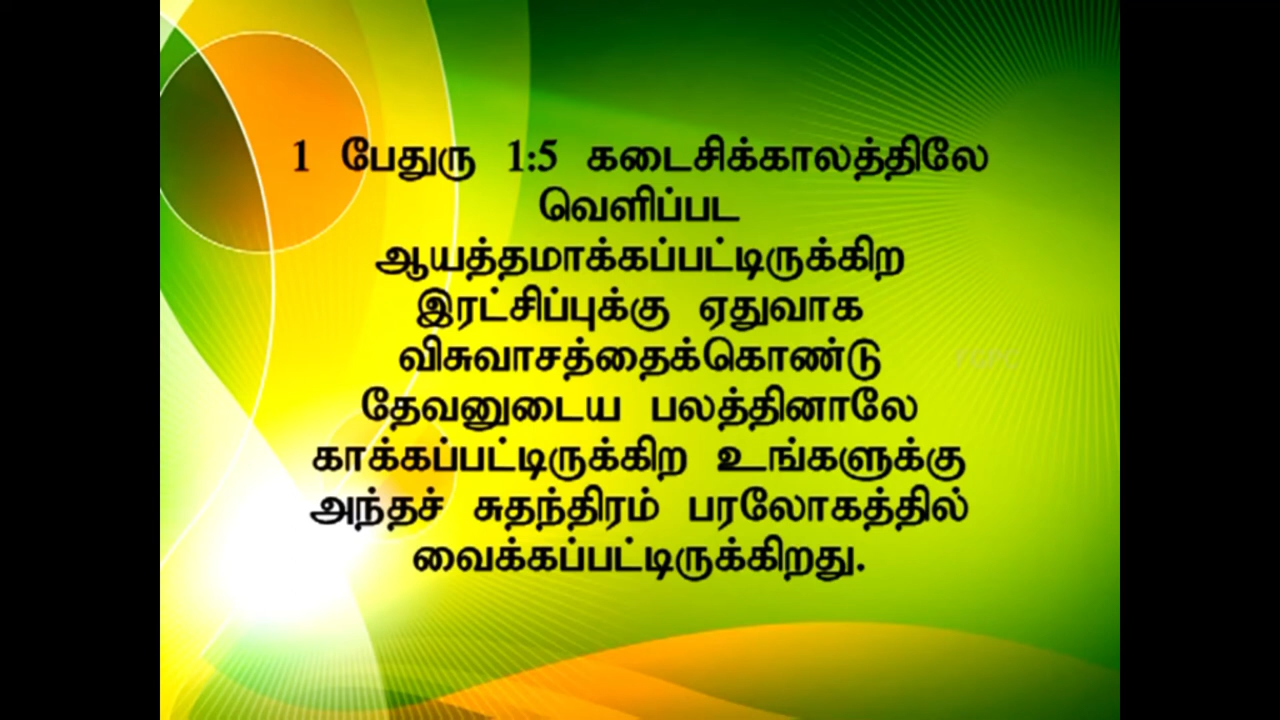 1 பேதுரு 1:5 கடைசிக்காலத்திலே
வெளிப்பட
ஆயத்தமாக்கப்பட்டிருக்கிற
இரட்சிப்புக்கு ஏதுவாக
விசுவாசத்தைக்கொண்டு
தேவனுடைய பலத்தினாலே
காக்கப்பட்டிருக்கிற உங்களுக்கு
அந்தச் சுதந்திரம் பரலோகத்தில்
வைக்கப்பட்டிருக்கிறது.